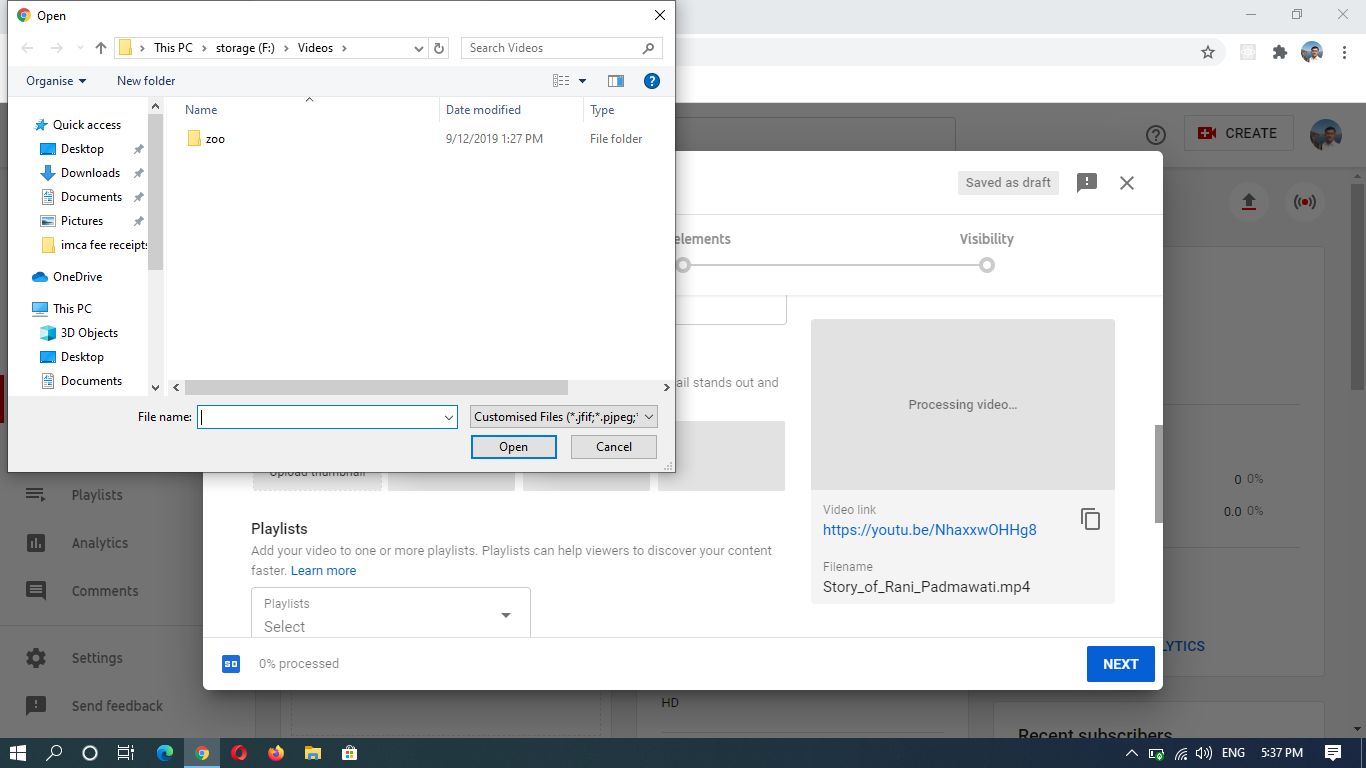 Open
This PC
storage (F:)
Videos
Search Videos
Organise
New folder
Name
Date modified
Type
Quick access
Desktop
Downloads
Documents
Pictures
imca fee receipts
OneDrive
This PC
3D Objects
Desktop
Documents
zoo
9/12/2019 1:27 PM
File folder
File name:
Customised Files (*.jfif;*.pjpeg;*
Open
Cancel
CREATE
Saved as draft
elements
Visibility
ail stands out and
Upload thumbnail
Processing video...
Video link
https://youtu.be/NhaxxwOHHg8
Filename
Story_of_Rani_Padmawati.mp4
Playlists
Add your video to one or more playlists. Playlists can help viewers to discover your content
faster. Learn more
Playlists
Select
SD
0% processed
NEXT
Playlists
Analytics
Comments
Settings
Send feedback
0 0%
0.0 0%
LYTICS
HD
Recent subscribers
ENG
5:37 PM